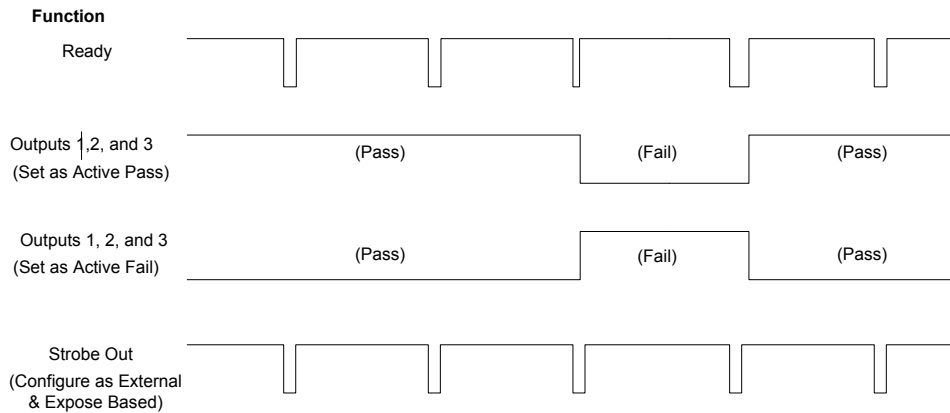 Function
Ready
Outputs 1,2, and 3
(Set as Active Pass)
(Pass)
(Fail)
(Pass)
Outputs 1, 2, and 3
(Set as Active Fail)
(Pass)
(Fail)
(Pass)
Strobe Out
(Configure as External
& Expose Based)